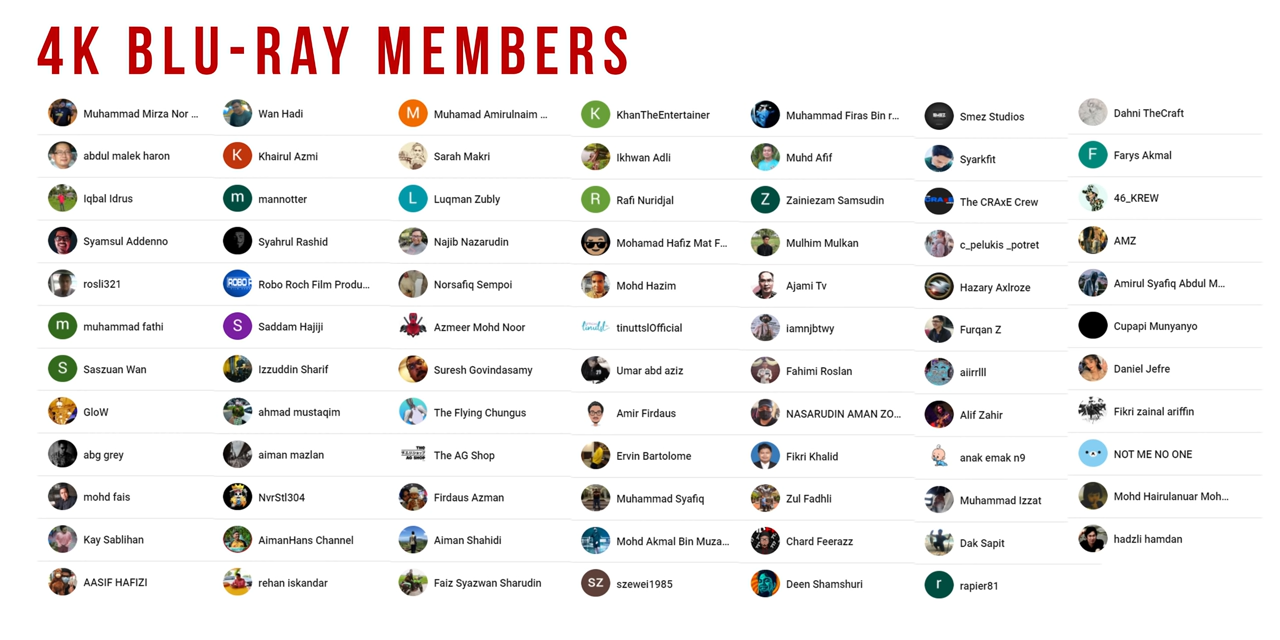 4K BLU-RAY MEMBERS
Muhammad Mirza Nor ...
abdul malek haron
Iqbal Idrus
Syamsul Addenno
rosli321
m muhammad fathi
S Saszuan Wan
GloW
abg grey
mohd fais
Kay Sablihan
AASIF HAFIZI
Wan Hadi
K Khairul Azmi
m mannotter
Syahrul Rashid
Robo Roch Film Produ...
S Saddam Hajiji
Izzuddin Sharif
ahmad mustaqim
aiman mazlan
NvrStl304
AimanHans Channel
rehan iskandar
M Muhamad Amirulnaim ...
Sarah Makri
L Luqman Zubly
Najib Nazarudin
Norsafiq Sempoi
Azmeer Mohd Noor
Suresh Govindasamy
The Flying Chungus
The AG Shop
Firdaus Azman
Aiman Shahidi
Faiz Syazwan Sharudin
K KhanTheEntertainer
Ikhwan Adli
R Rafi Nuridjal
Mohamad Hafiz Mat F...
Mohd Hazim
tinuttslOfficial
Umar abd aziz
Amir Firdaus
Ervin Bartolome
Muhammad Syafiq
Mohd Akmal Bin Muza...
SZ szewei1985
Muhammad Firas Bin r...
Muhd Afif
Z Zainiezam Samsudin
Mulhim Mulkan
Ajami Tv
iamnjbtwy
Fahimi Roslan
NASARUDIN AMAN ZO...
Fikri Khalid
Zul Fadhli
Chard Feerazz
Deen Shamshuri
Smez Studios
Syarkfit
The CRAxE Crew
c_pelukis _potret
Hazary Axlroze
Furqan Z
aiirrlll
Alif Zahir
anak emak n9
Muhammad Izzat
Dak Sapit
r rapier81
Dahni TheCraft
F Farys Akmal
46_KREW
AMZ
Amirul Syafiq Abdul M...
Cupapi Munyanyo
Daniel Jefre
Fikri zainal ariffin
NOT ME NO ONE
Mohd Hairulanuar Moh...
hadzli hamdan